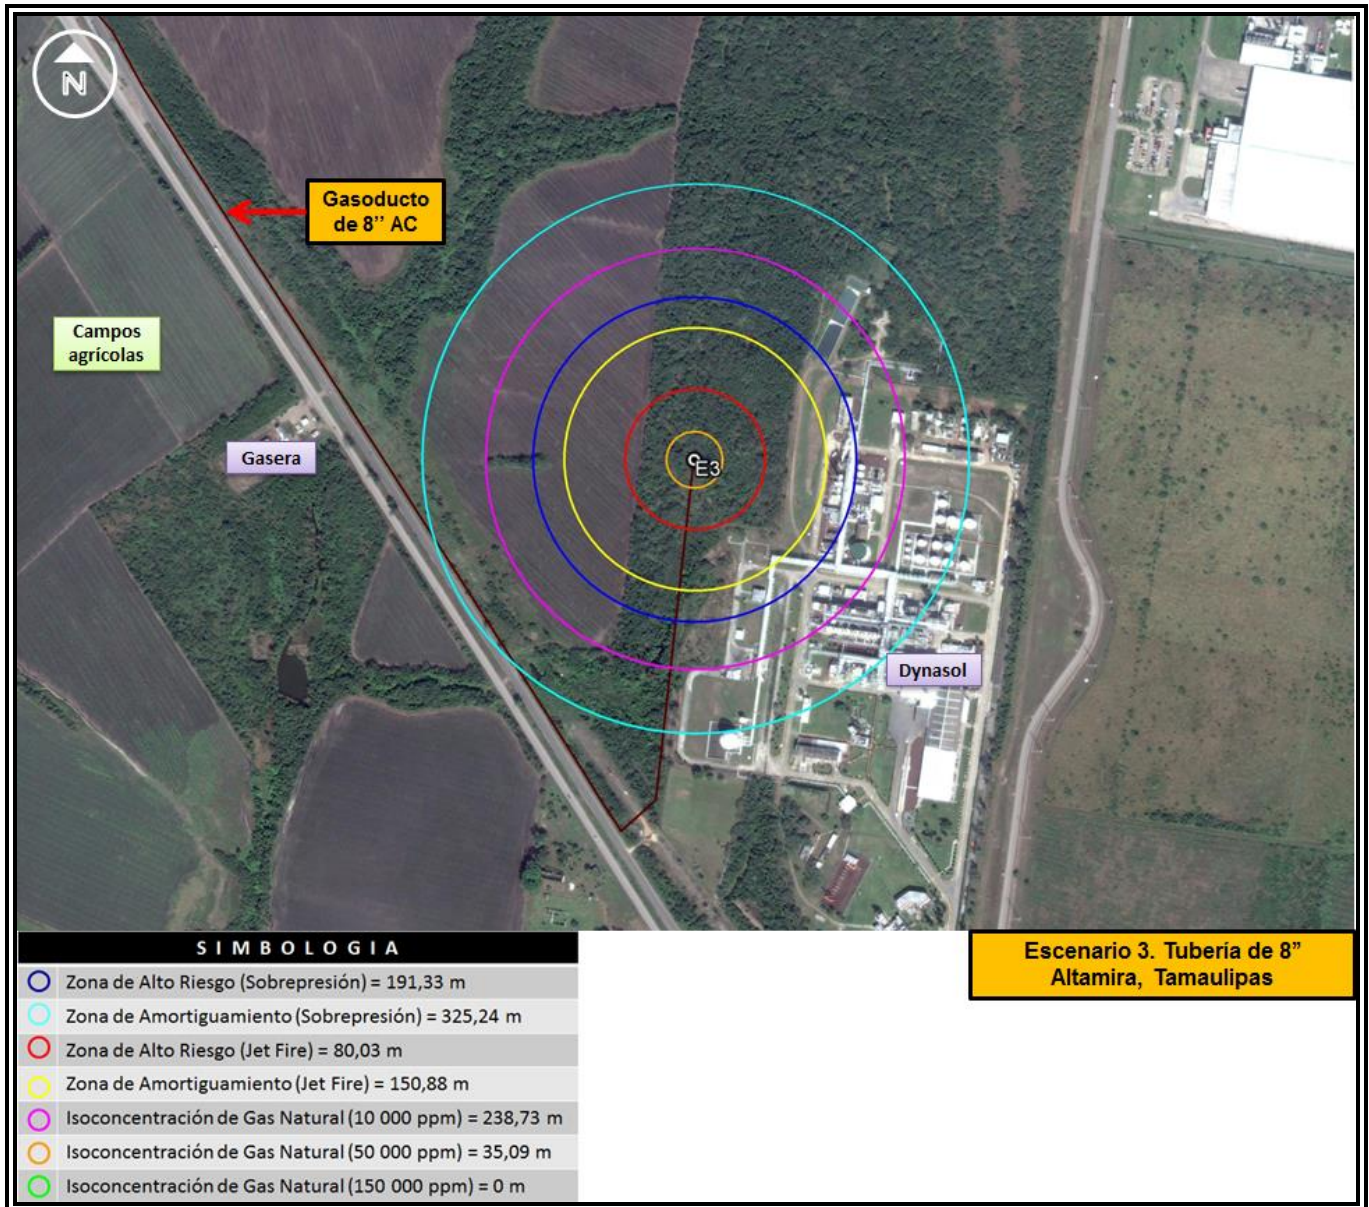 N
Gasoducto
de 8’’ AC
Campos
agrícolas
Gasera
E3
Dynasol
Escenario 3. Tubería de 8”
Altamira, Tamaulipas
SIMBOLOGIA
Zona de Alto Riesgo (Sobrepresión) = 191,33 m
Zona de Amortiguamiento (Sobrepresión) = 325,24 m
Zona de Alto Riesgo (Jet Fire) = 80,03 m
Zona de Amortiguamiento (Jet Fire) = 150,88 m
Isoconcentración de Gas Natural (10 000 ppm) = 238,73 m
Isoconcentración de Gas Natural (50 000 ppm) = 35,09 m
Isoconcentración de Gas Natural (150 000 ppm) = 0 m